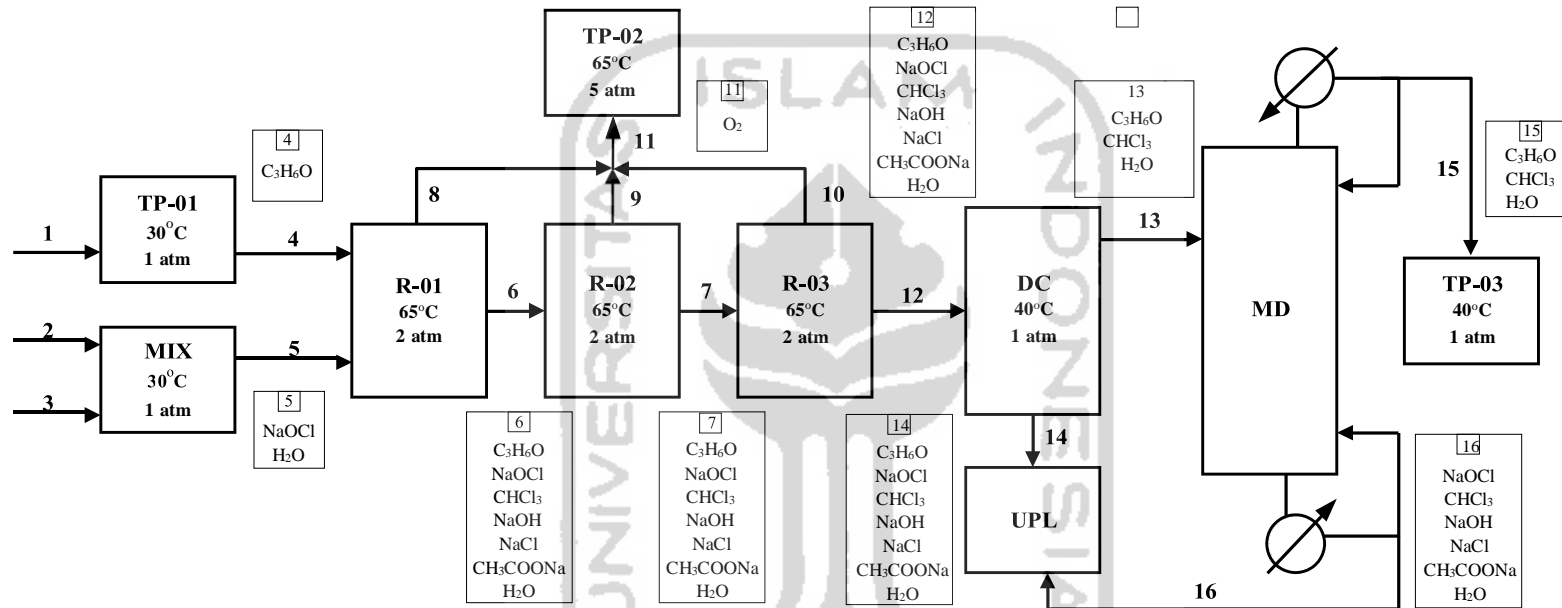 TP-02
65°C
5 atm
12
C₃H₆O
NaOCl
CHCl₃
NaOH
NaCl
CH₃COONa
H₂O
11
O₂
13
C₃H₆O
CHCl₃
H₂O
15
C₃H₆O
CHCl₃
H₂O
4
C₃H₆O
11
8
9
10
15
1
TP-01
30°C
1 atm
4
R-01
65°C
2 atm
6
R-02
65°C
2 atm
7
R-03
65°C
2 atm
12
DC
40°C
1 atm
13
MD
TP-03
40°C
1 atm
2
3
MIX
30°C
1 atm
5
5
NaOCl
H₂O
6
C₃H₆O
NaOCl
CHCl₃
NaOH
NaCl
CH₃COONa
H₂O
7
C₃H₆O
NaOCl
CHCl₃
NaOH
NaCl
CH₃COONa
H₂O
14
C₃H₆O
NaOCl
CHCl₃
NaOH
NaCl
CH₃COONa
H₂O
14
UPL
16
16
NaOCl
CHCl₃
NaOH
NaCl
CH₃COONa
H₂O
UNIVERSITAS
ISLAM
INDONESIA